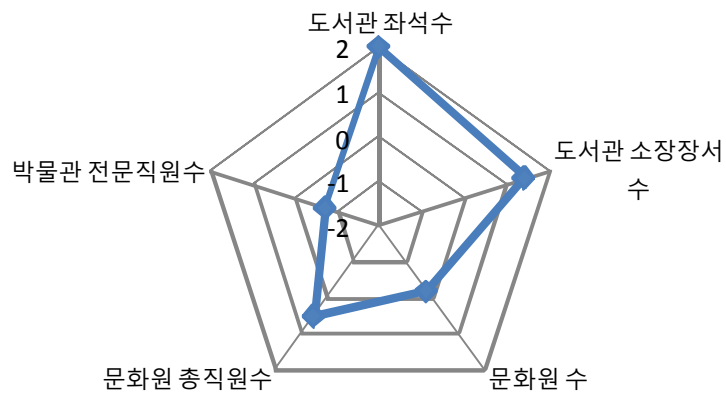 도서관 좌석수
2
1
0
-1
-2
도서관 소장장서
수
박물관 전문직원수
문화원 총직원수
문화원 수